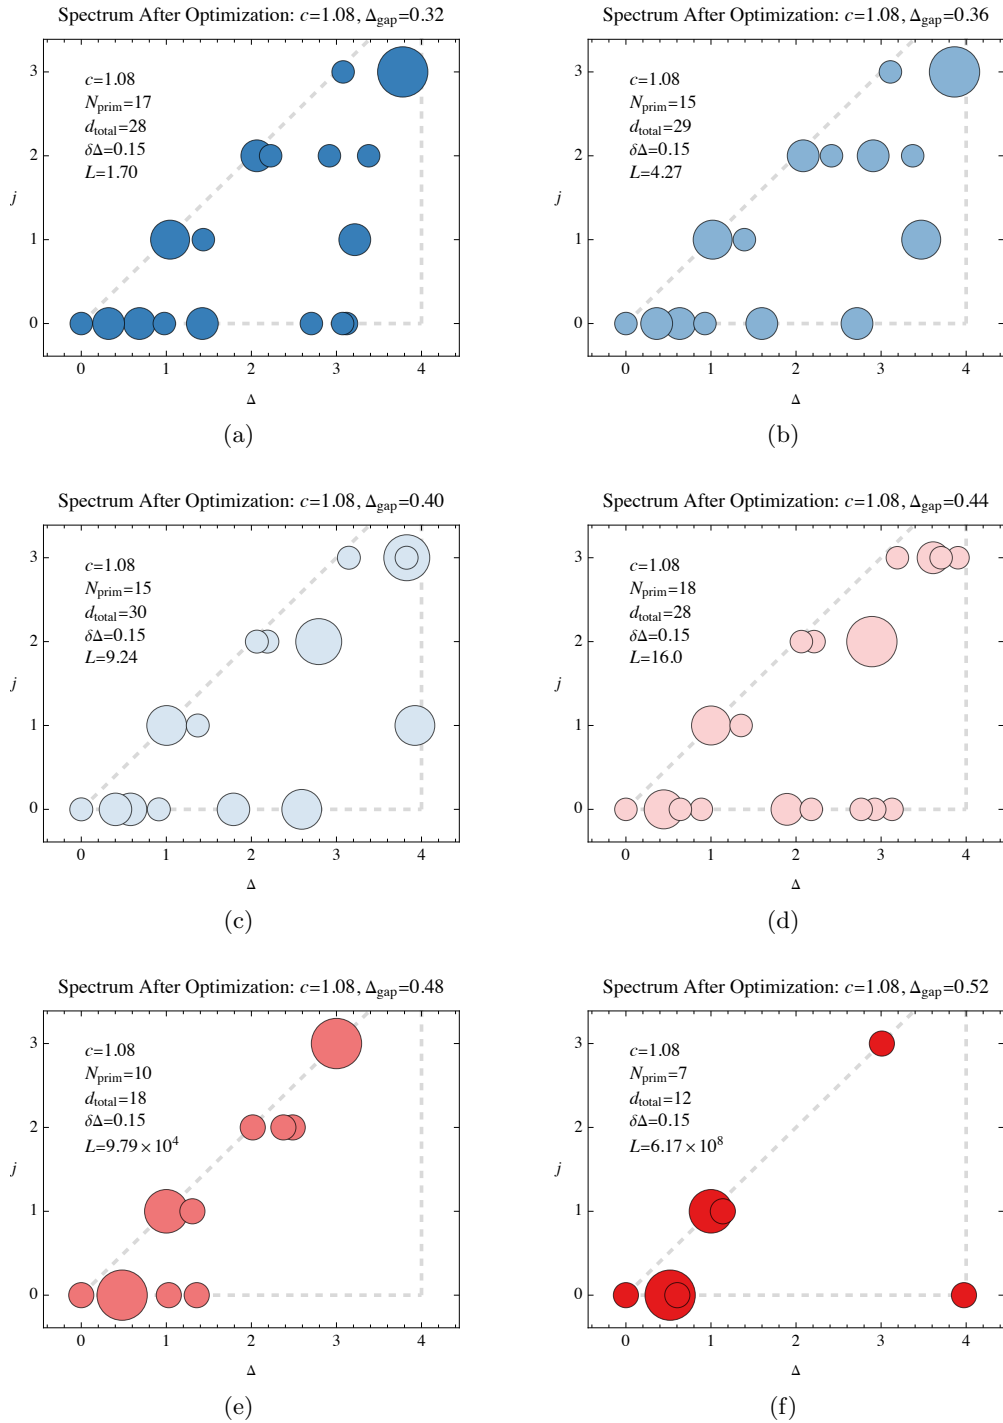 Spectrum After Optimization: c=1.08, Δgap=0.32
3
c=1.08
Nprim=17
dtotal=28
δΔ=0.15
L=1.70
2
j
1
0
0 1 2 3 4
Δ
(a)
Spectrum After Optimization: c=1.08, Δgap=0.36
3
c=1.08
Nprim=15
dtotal=29
δΔ=0.15
L=4.27
2
j
1
0
0 1 2 3 4
Δ
(b)
Spectrum After Optimization: c=1.08, Δgap=0.40
3
c=1.08
Nprim=15
dtotal=30
δΔ=0.15
L=9.24
2
j
1
0
0 1 2 3 4
Δ
(c)
Spectrum After Optimization: c=1.08, Δgap=0.44
3
c=1.08
Nprim=18
dtotal=28
δΔ=0.15
L=16.0
2
j
1
0
0 1 2 3 4
Δ
(d)
Spectrum After Optimization: c=1.08, Δgap=0.48
3
c=1.08
Nprim=10
dtotal=18
δΔ=0.15
L=9.79×10⁴
2
j
1
0
0 1 2 3 4
Δ
(e)
Spectrum After Optimization: c=1.08, Δgap=0.52
3
c=1.08
Nprim=7
dtotal=12
δΔ=0.15
L=6.17×10⁸
2
j
1
0
0 1 2 3 4
Δ
(f)